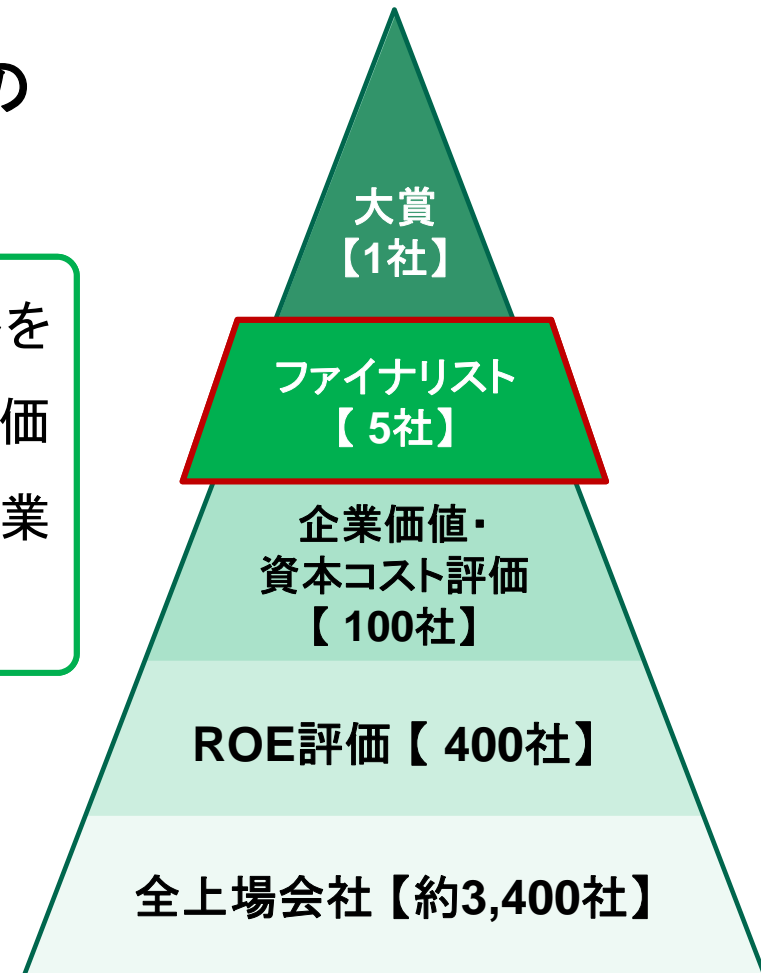 の
を
価
業
大賞
【1社】
ファイナリスト
【 5社】
企業価値・
資本コスト評価
【 100社】
ROE評価【 400社】
全上場会社【約3,400社】